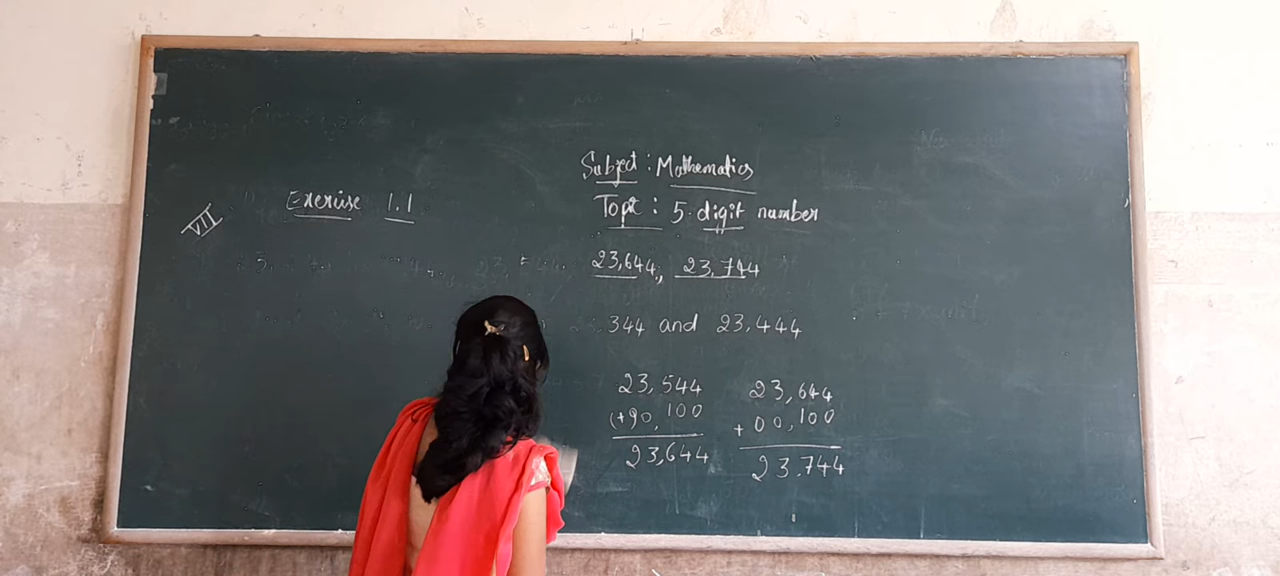 Subject : Mathematics
VII
Exercise 1.1
Topic : 5 digit number
23,644, 23,744
344 and 23,444
23,544
(+90,100
23,644
23,644
+ 00,100
23,744